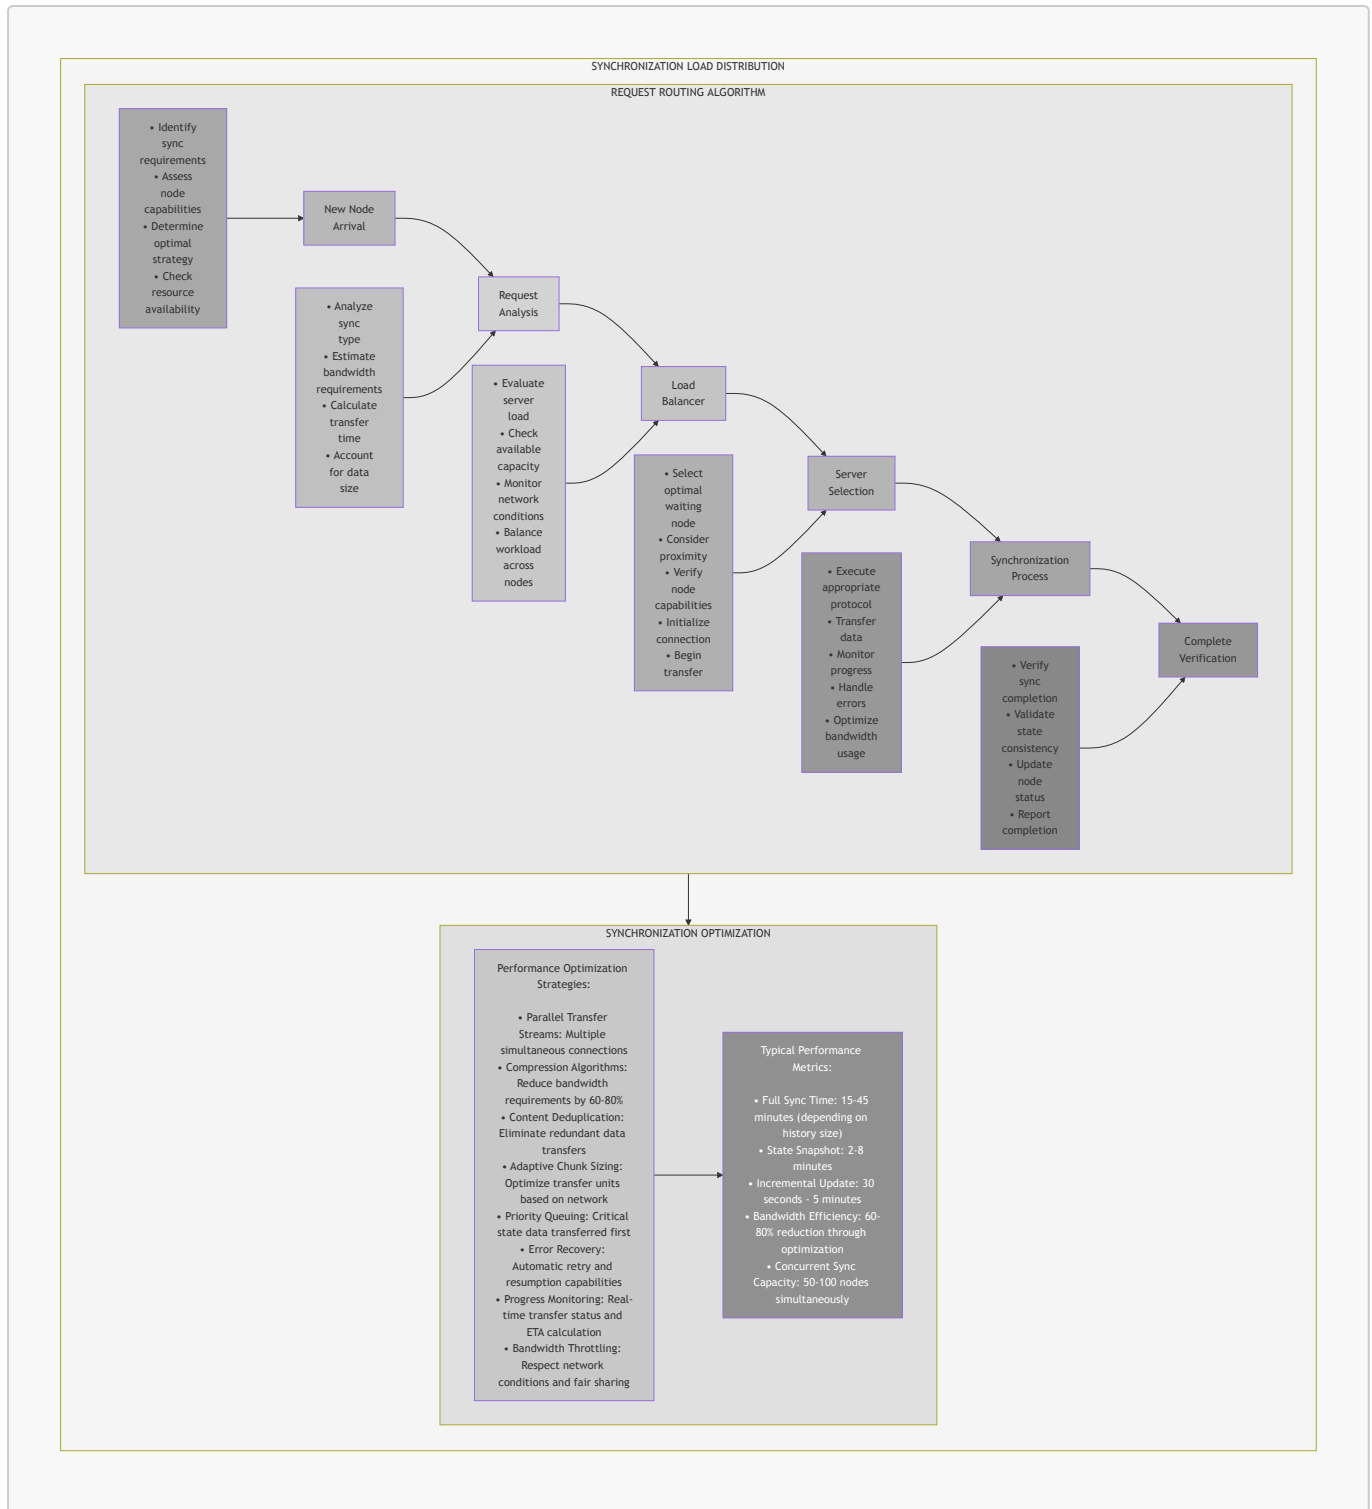 SYNCHRONIZATION LOAD DISTRIBUTION
REQUEST ROUTING ALGORITHM
• Identify
sync
requirements
• Assess
node
capabilities
• Determine
optimal
strategy
• Check
resource
availability
New Node
Arrival
• Analyze
sync
type
• Estimate
bandwidth
requirements
• Calculate
transfer
time
• Account
for data
size
Request
Analysis
• Evaluate
server
load
• Check
available
capacity
• Monitor
network
conditions
• Balance
workload
across
nodes
Load
Balancer
• Select
optimal
waiting
node
• Consider
proximity
• Verify
node
capabilities
• Initialize
connection
• Begin
transfer
Server
Selection
• Execute
appropriate
protocol
• Transfer
data
• Monitor
progress
• Handle
errors
• Optimize
bandwidth
usage
Synchronization
Process
• Verify
sync
completion
• Validate
state
consistency
• Update
node
status
• Report
completion
Complete
Verification
SYNCHRONIZATION OPTIMIZATION
Performance Optimization
Strategies:
• Parallel Transfer
Streams: Multiple
simultaneous connections
• Compression Algorithms:
Reduce bandwidth
requirements by 60-80%
• Content Deduplication:
Eliminate redundant data
transfers
• Adaptive Chunk Sizing:
Optimize transfer units
based on network
• Priority Queuing: Critical
state data transferred first
• Error Recovery:
Automatic retry and
resumption capabilities
• Progress Monitoring: Real-
time transfer status and
ETA calculation
• Bandwidth Throttling:
Respect network
conditions and fair sharing
Typical Performance
Metrics:
• Full Sync Time: 15-45
minutes (depending on
history size)
• State Snapshot: 2-8
minutes
• Incremental Update: 30
seconds - 5 minutes
• Bandwidth Efficiency: 60-
80% reduction through
optimization
• Concurrent Sync
Capacity: 50-100 nodes
simultaneously